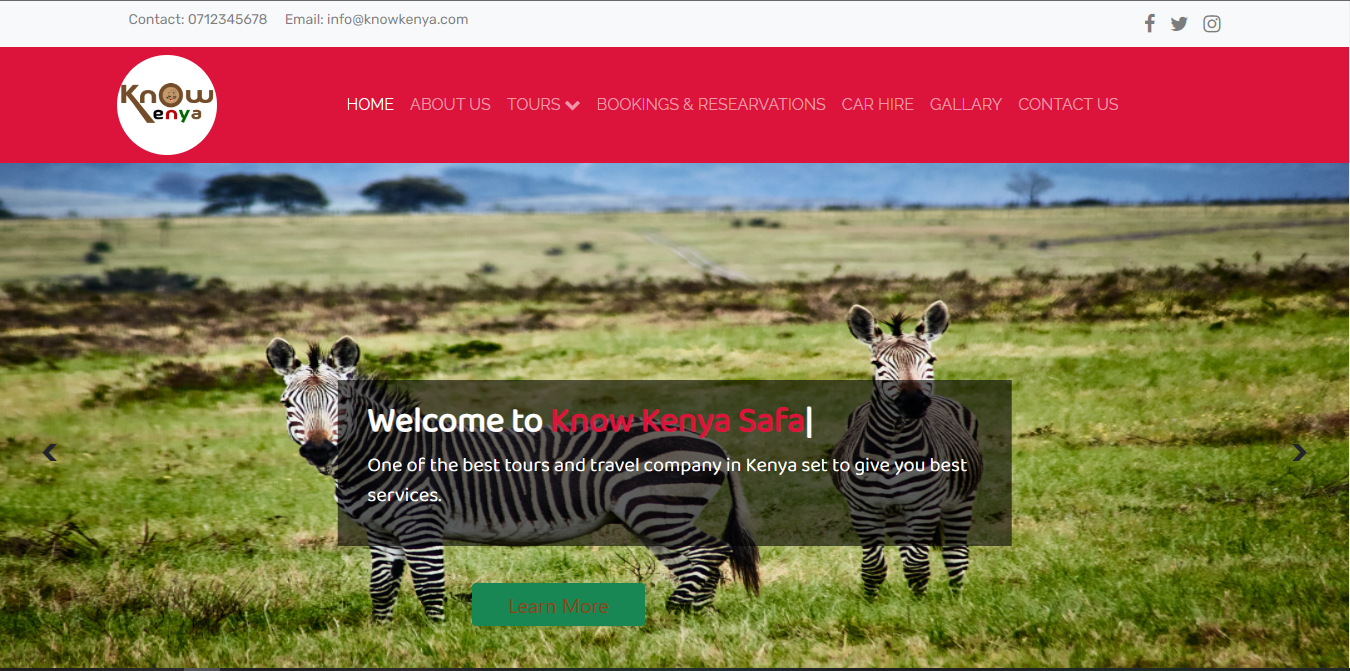 Contact: 0712345678 Email: info@knowkenya.com
Know
Kenya
HOME ABOUT US TOURS BOOKINGS & RESEARVATIONS CAR HIRE GALLARY CONTACT US
Welcome to Know Kenya Safa|
One of the best tours and travel company in Kenya set to give you best
services.
Learn More